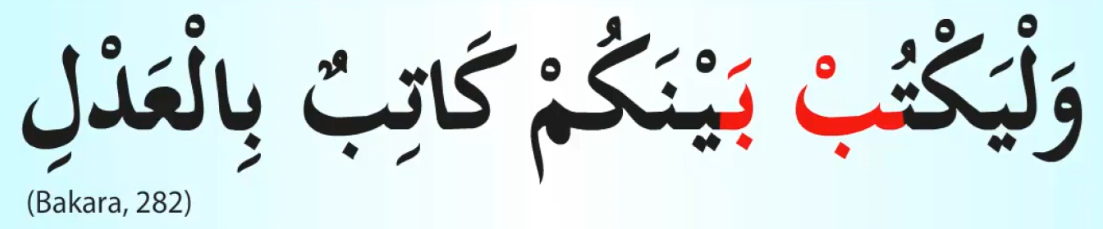 وَلْيَكْتُبْ بَيْنَكُمْ كَاتِبٌ بِالْعَدْلِ
(Bakara, 282)